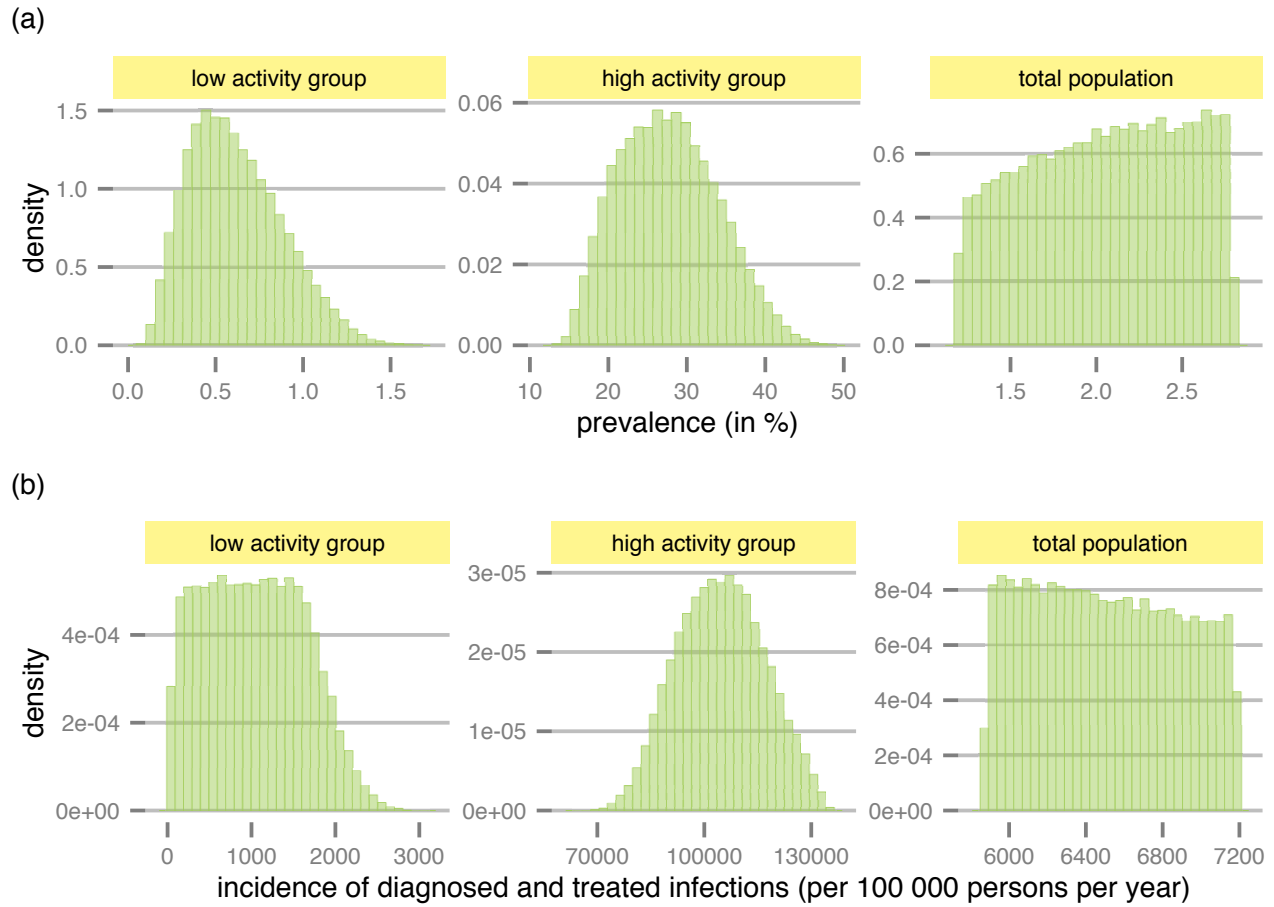 (a)
low activity group high activity group total population
density
1.5 1.0 0.5 0.0
0.06 0.04 0.02 0.00
0.6 0.4 0.2 0.0
0.0 0.5 1.0 1.5
10 20 30 40 50
1.5 2.0 2.5
prevalence (in %)
(b)
low activity group high activity group total population
density
4e-04 2e-04 0e+00
3e-05 2e-05 1e-05 0e+00
8e-04 6e-04 4e-04 2e-04 0e+00
0 1000 2000 3000
70000 100000 130000
6000 6400 6800 7200
incidence of diagnosed and treated infections (per 100 000 persons per year)